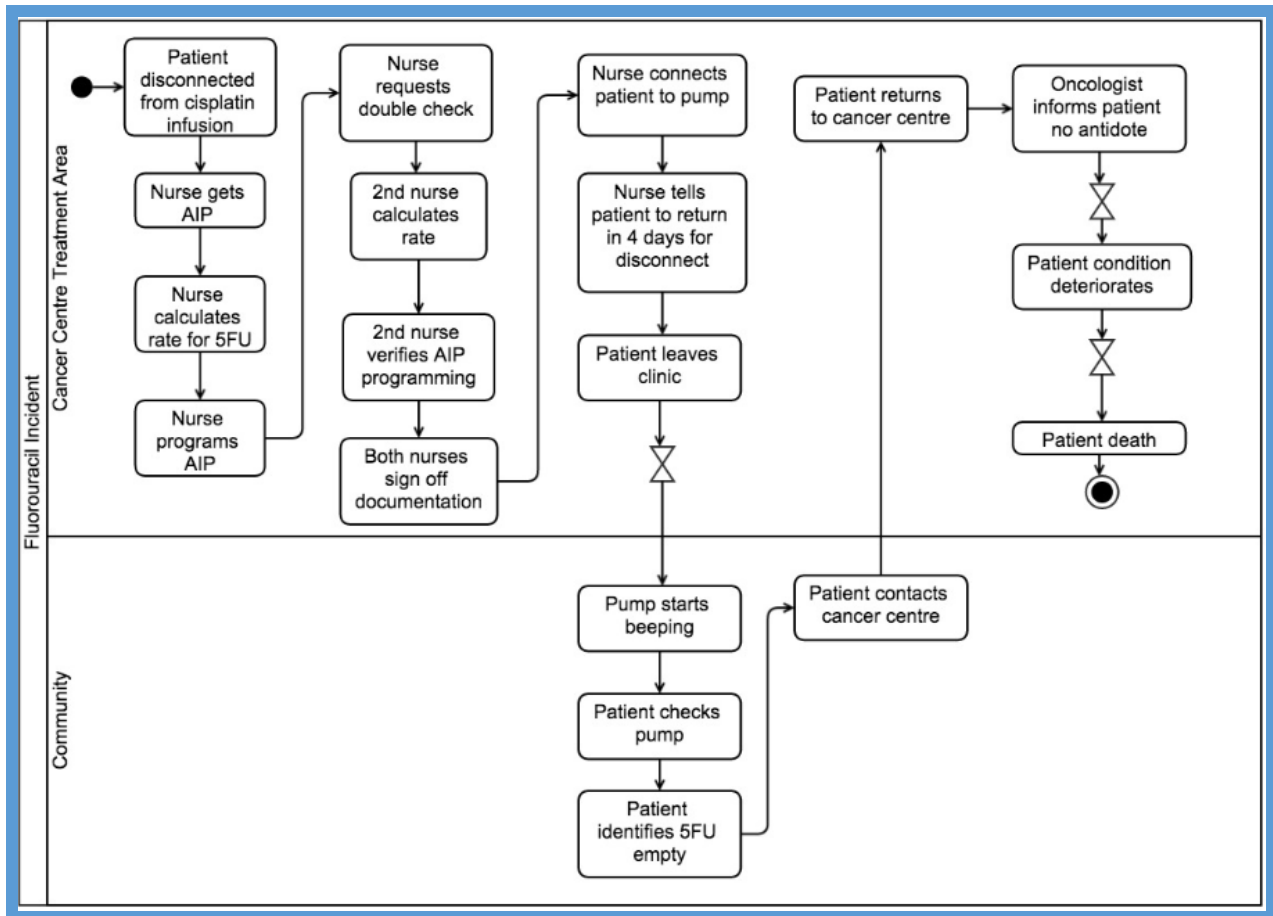 Fluorouracil Incident
Cancer Centre Treatment Area
Patient
disconnected
from cisplatin
infusion
Nurse gets
AIP
Nurse
calculates
rate for 5FU
Nurse
programs
AIP
Nurse
requests
double check
2nd nurse
calculates
rate
2nd nurse
verifies AIP
programming
Both nurses
sign off
documentation
Nurse connects
patient to pump
Nurse tells
patient to return
in 4 days for
disconnect
Patient leaves
clinic
Community
Pump starts
beeping
Patient checks
pump
Patient
identifies 5FU
empty
Patient contacts
cancer centre
Patient returns
to cancer centre
Oncologist
informs patient
no antidote
Patient condition
deteriorates
Patient death